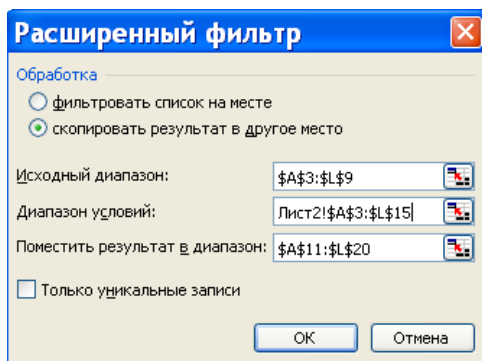 Расширенный фильтр
Обработка
фильтровать список на месте
скопировать результат в другое место
Исходный диапазон: $A$3:$L$9
Диапазон условий: Лист2!$A$3:$L$15
Поместить результат в диапазон: $A$11:$L$20
Только уникальные записи
ОК Отмена